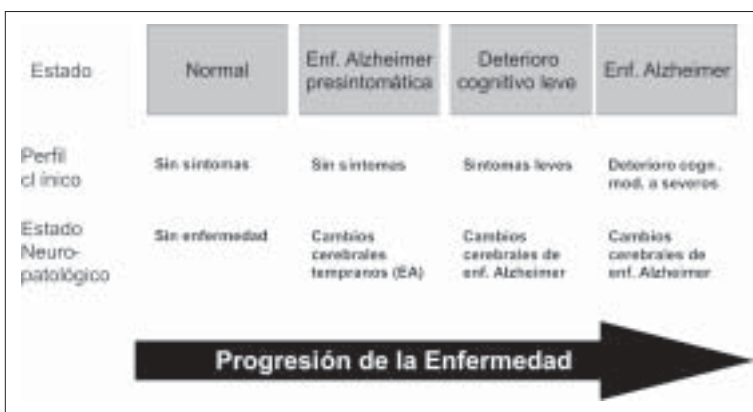 Estado
Normal
Enf. Alzheimer
presintomática
Deterioro
cognitivo leve
Enf. Alzheimer
Perfil
cl ínico
Sin síntomas
Sin síntomas
Síntomas leves
Deterioro cogn.
mod. a severos
Estado
Neuro-
patológico
Sin enfermedad
Cambios
cerebrales
tempranos (EA)
Cambios
cerebrales de
enf. Alzheimer
Cambios
cerebrales de
enf. Alzheimer
Progresión de la Enfermedad